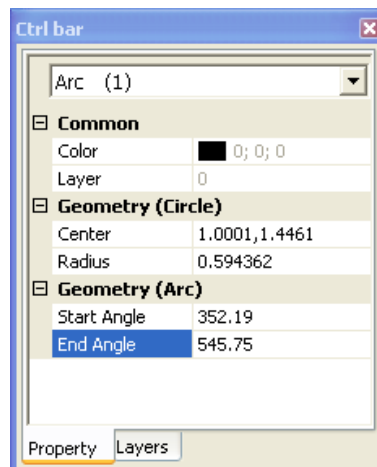 Ctrl bar
Arc (1)
Common
Color 0; 0; 0
Layer 0
Geometry (Circle)
Center 1.0001,1.4461
Radius 0.594362
Geometry (Arc)
Start Angle 352.19
End Angle 545.75
Property Layers